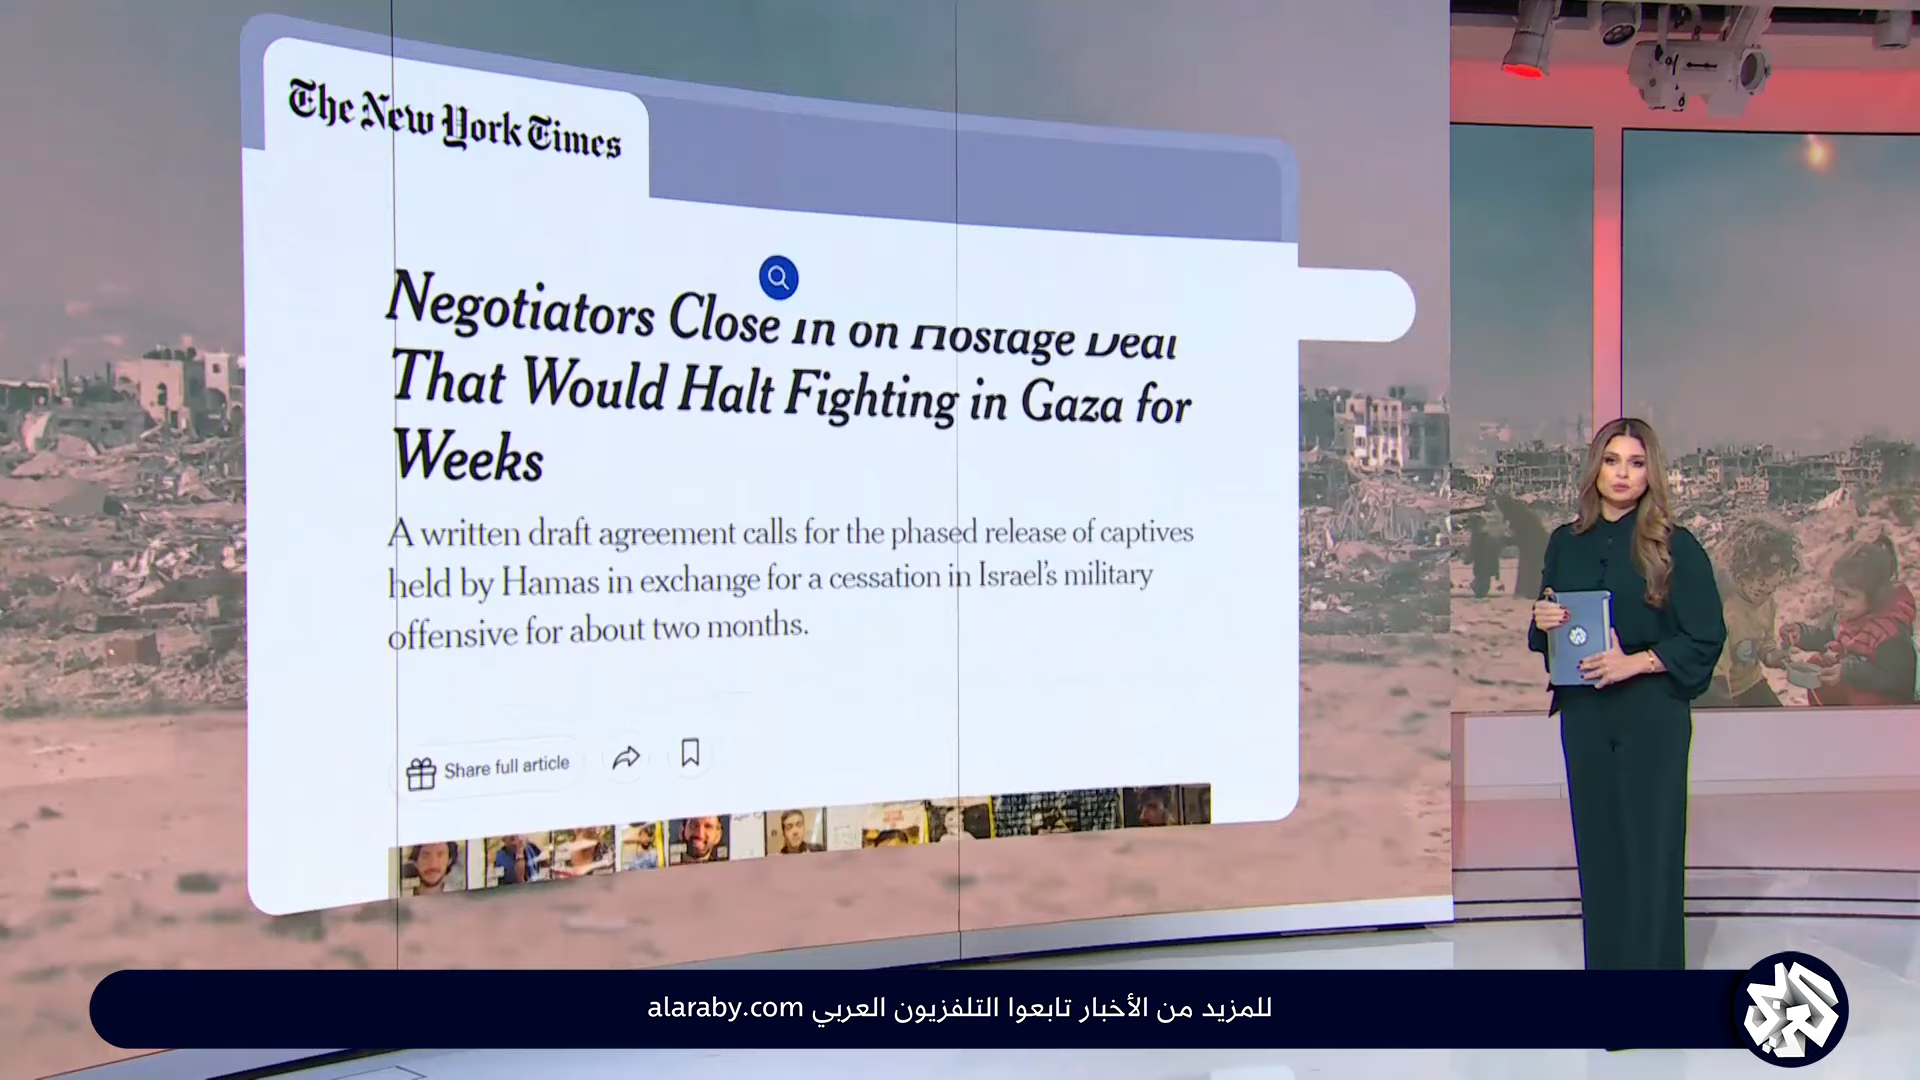 The New York Times
Negotiators Close in on Hostage Deal
That Would Halt Fighting in Gaza for
Weeks
A written draft agreement calls for the phased release of captives
held by Hamas in exchange for a cessation in Israel's military
offensive for about two months.
Share full article
للمزيد من الأخبار تابعوا التلفزيون العربي alaraby.com
العربي